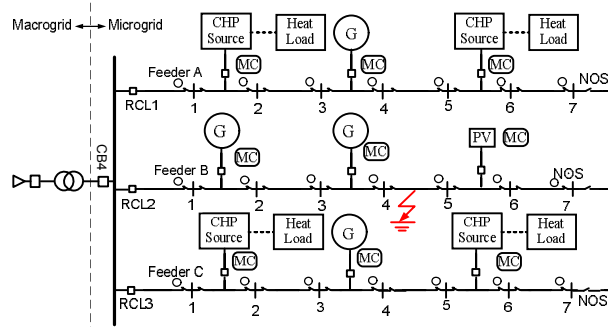 Macrogrid
Microgrid
CHP
Source
Heat
Load
G
CHP
Source
Heat
Load
MC
MC
MC
Feeder A
NOS
RCL1
1
2
3
4
5
6
7
CB4
G
G
PV
MC
MC
MC
Feeder B
NOS
RCL2
1
2
3
4
5
6
7
CHP
Source
Heat
Load
G
CHP
Source
Heat
Load
MC
MC
MC
Feeder C
RCL3
1
2
3
4
5
6
7
NOS